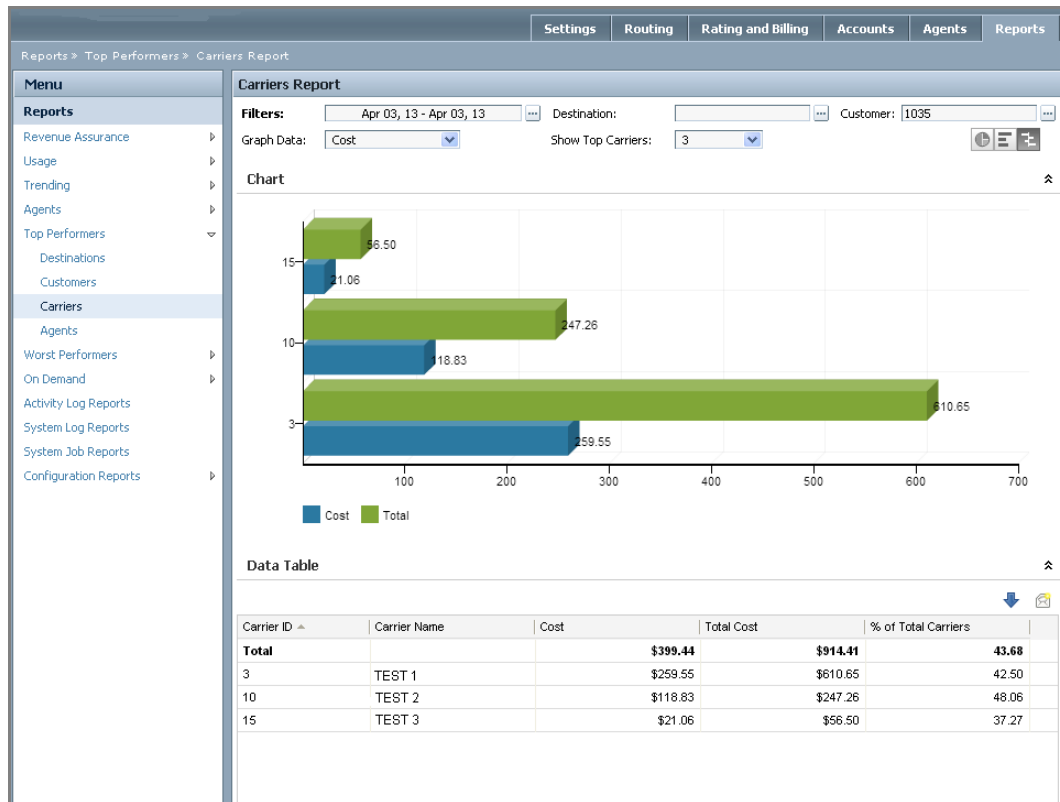 Settings Routing Rating and Billing Accounts Agents Reports
Reports » Top Performers » Carriers Report
Menu
Reports
Revenue Assurance
Usage
Trending
Agents
Top Performers
Destinations
Customers
Carriers
Agents
Worst Performers
On Demand
Activity Log Reports
System Log Reports
System Job Reports
Configuration Reports
Carriers Report
Filters: Apr 03, 13 - Apr 03, 13 ... Destination: ... Customer: 1035 ...
Graph Data: Cost Show Top Carriers: 3
Chart
56.50
15
21.06
247.26
10
118.83
610.65
3
259.55
100 200 300 400 500 600 700
Cost Total
Data Table
Carrier ID Carrier Name Cost Total Cost % of Total Carriers
Total $399.44 $914.41 43.68
3 TEST 1 $259.55 $610.65 42.50
10 TEST 2 $118.83 $247.26 48.06
15 TEST 3 $21.06 $56.50 37.27